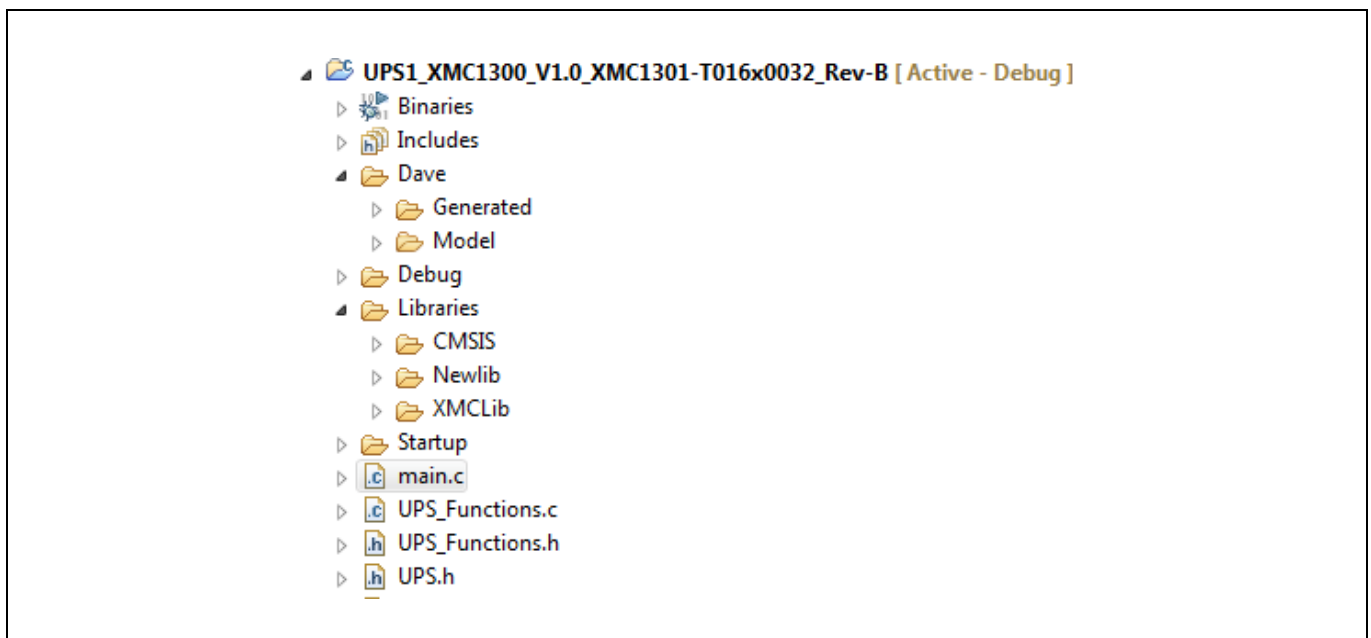 UPS1_XMC1300_V1.0_XMC1301-T016x0032_Rev-B [ Active - Debug ]
Binaries
Includes
Dave
Generated
Model
Debug
Libraries
CMSIS
Newlib
XMCLib
Startup
main.c
UPS_Functions.c
UPS_Functions.h
UPS.h